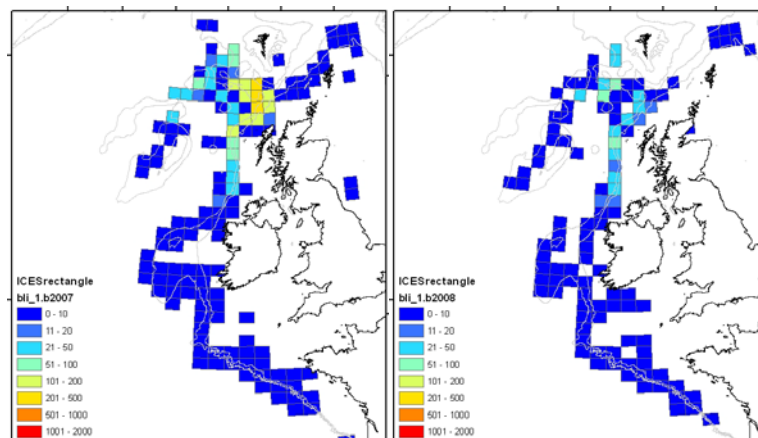 ICESrectangle
bli_1.b2007
0 - 10
11 - 20
21 - 50
51 - 100
101 - 200
201 - 500
501 - 1000
1001 - 2000
ICESrectangle
bli_1.b2008
0 - 10
11 - 20
21 - 50
51 - 100
101 - 200
201 - 500
501 - 1000
1001 - 2000